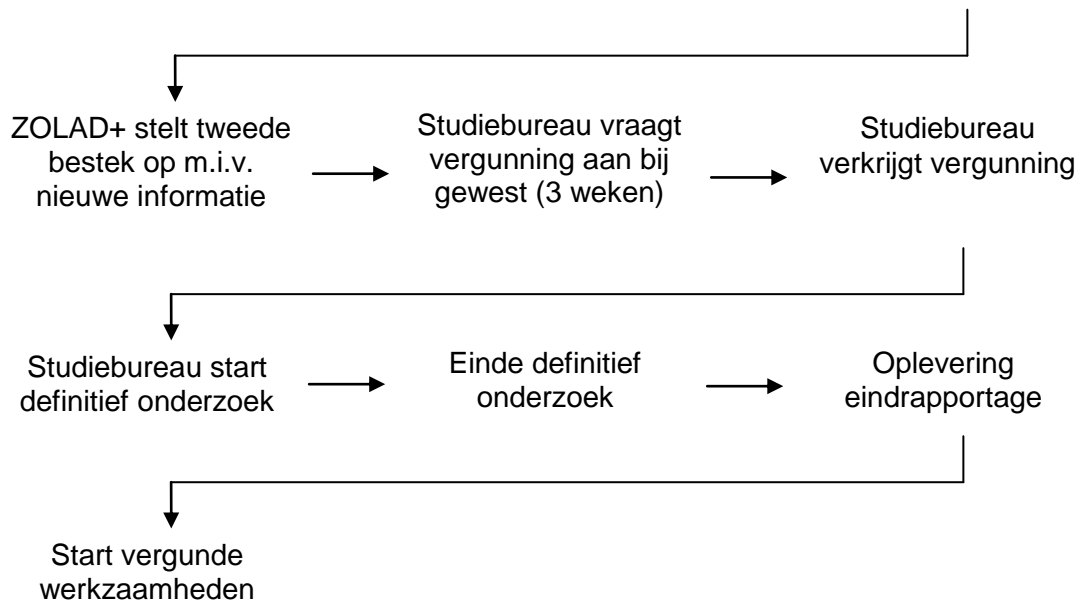 ZOLAD+ stelt tweede
bestek op m.i.v.
nieuwe informatie
Studiebureau vraagt
vergunning aan bij
gewest (3 weken)
Studiebureau
verkrijgt vergunning
Studiebureau start
definitief onderzoek
Einde definitief
onderzoek
Oplevering
eindrapportage
Start vergunde
werkzaamheden